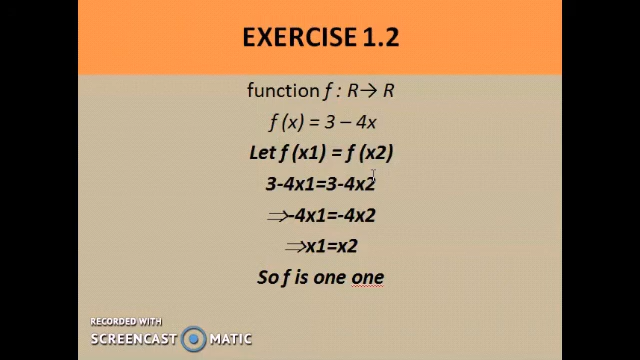 EXERCISE 1.2
function f : R→ R
f (x) = 3 – 4x
Let f (x1) = f (x2)
3-4x1=3-4x2
⇒-4x1=-4x2
⇒x1=x2
So f is one one
RECORDED WITH
SCREENCAST MATIC